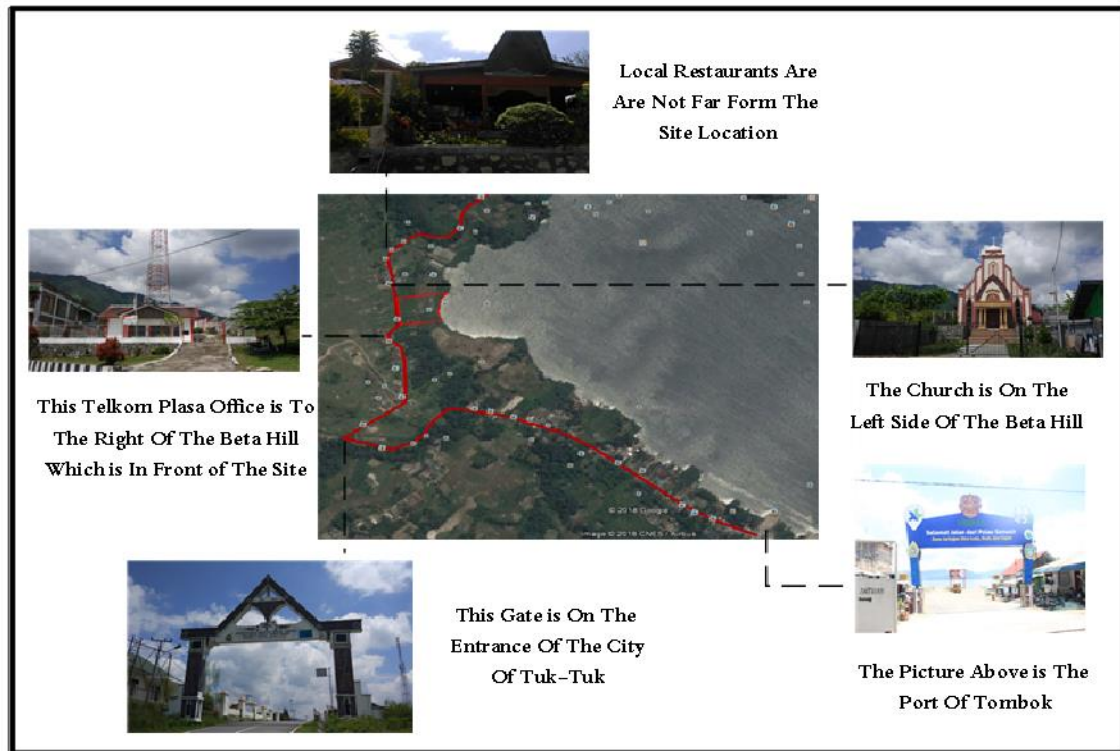 Local Restaurants Are
Are Not Far Form The
Site Location
This Telkom Plasa Office is To
The Right Of The Beta Hill
Which is In Front of The Site
The Church is On The
Left Side Of The Beta Hill
© 2018 Google
Image © 2018 CNES / Airbus
This Gate is On The
Entrance Of The City
Of Tuk-Tuk
The Picture Above is The
Port Of Tombok